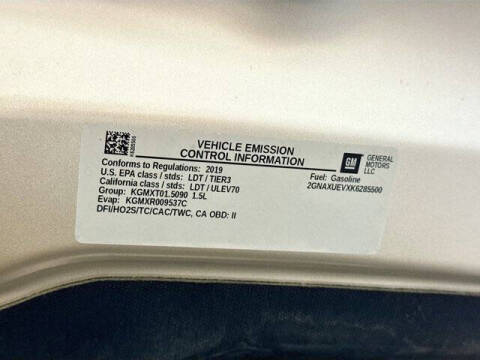 VEHICLE EMISSION
CONTROL INFORMATION
GM
GENERAL
MOTORS
LLC
Conforms to Regulations: 2019
Fuel: Gasoline
U.S. EPA class / stds: LDT / TIER3
2GNAXUEVXK6285500
California class / stds: LDT / ULEV70
Group: KGMXT01.5090 1.5L
Evap: KGMXR009537C
DFI/HO2S/TC/CAC/TWC, CA OBD: II